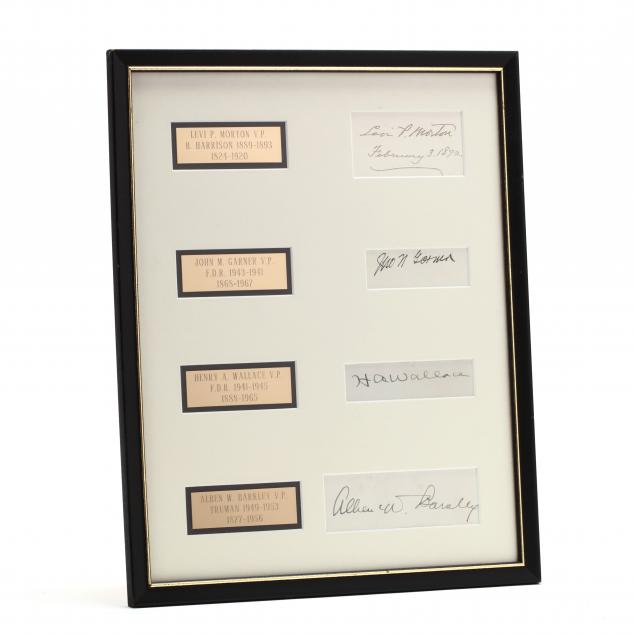 LEVI P. MORTON V.P.
B. HARRISON 1889-1893
1824-1920
Levi P. Morton
February 3. 1890.
JOHN M. GARNER V.P.
F.D.R. 1943-1941
1868-1967
Jno N Garner
HENRY A. WALLACE V.P.
F.D.R. 1941-1945
1888-1965
H A Wallace
ALBEN W. BARKLEY V.P.
TRUMAN 1949-1953
1877-1956
Alben W. Barkley